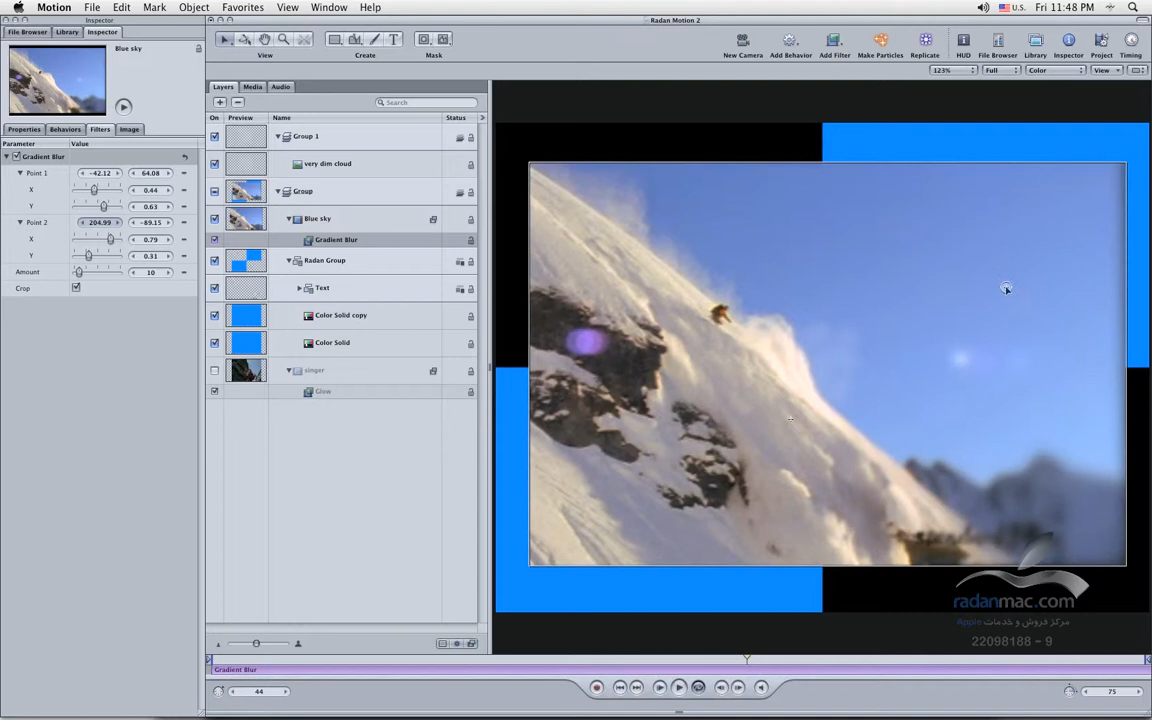 Motion File Edit Mark Object Favorites View Window Help U.S. Fri 11:48 PM
Inspector
Radan Motion 2
File Browser Library Inspector
Blue sky
View Create Mask New Camera Add Behavior Add Filter Make Particles Replicate HUD File Browser Library Inspector Project Timing
123% Full Color View
Layers Media Audio
Search
On Preview Name Status
Properties Behaviors Filters Image
Parameter Value
Gradient Blur
Point 1 -42.12 64.08
X 0.44
Y 0.63
Point 2 204.99 -89.15
X 0.79
Y 0.31
Amount 10
Crop
Group 1
very dim cloud
Group
Blue sky
Gradient Blur
Radan Group
Text
Color Solid copy
Color Solid
singer
Glow
radanmac.com
مرکز فروش و خدمات Apple
22098188 - 9
Gradient Blur
44
75